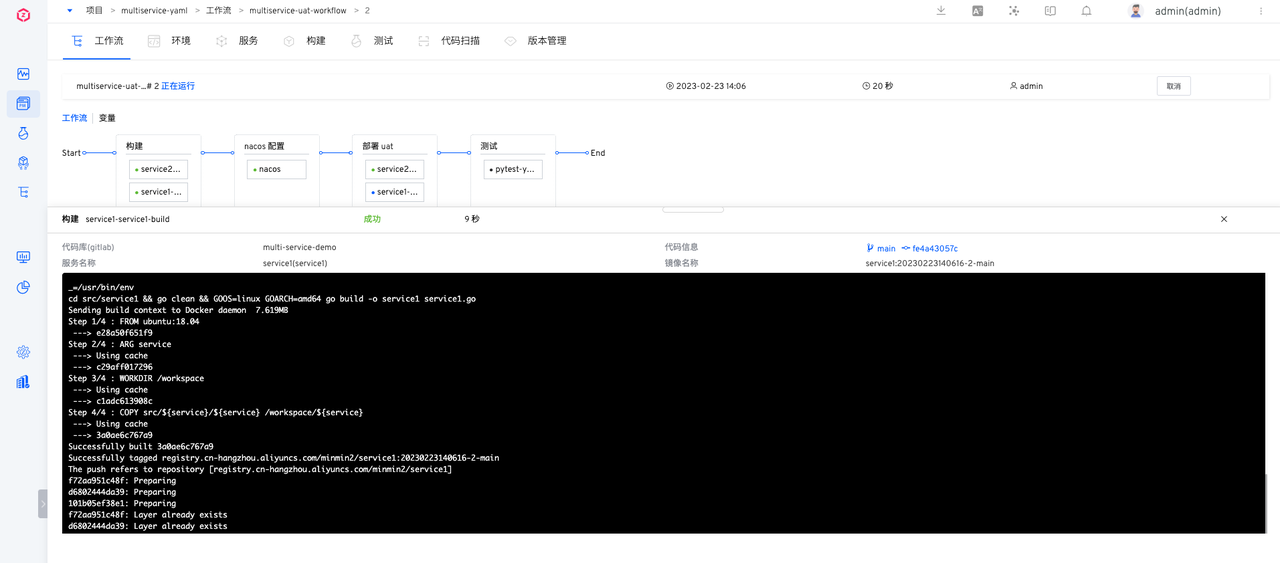 项目 > multiservice-yaml > 工作流 > multiservice-uat-workflow > 2
admin(admin)
工作流 环境 服务 构建 测试 代码扫描 版本管理
multiservice-uat-...# 2 正在运行 2023-02-23 14:06 20 秒 admin 取消
工作流 变量
构建 nacos 配置 部署 uat 测试
Start End
service2... nacos service2... pytest-y...
service1-... service1-...
构建 service1-service1-build 成功 9 秒
代码库(gitlab) multi-service-demo 代码信息 main fe4a43057c
服务名称 service1(service1) 镜像名称 service1:20230223140616-2-main
_=/usr/bin/env
cd src/service1 && go clean && GOOS=linux GOARCH=amd64 go build -o service1 service1.go
Sending build context to Docker daemon  7.619MB
Step 1/4 : FROM ubuntu:18.04
---> e28a50f651f9
Step 2/4 : ARG service
---> Using cache
---> c29aff017296
Step 3/4 : WORKDIR /workspace
---> Using cache
---> c1adc613908c
Step 4/4 : COPY src/${service}/${service} /workspace/${service}
---> Using cache
---> 3a0ae6c767a9
Successfully built 3a0ae6c767a9
Successfully tagged registry.cn-hangzhou.aliyuncs.com/minmin2/service1:20230223140616-2-main
The push refers to repository [registry.cn-hangzhou.aliyuncs.com/minmin2/service1]
f72aa951c48f: Preparing
d6802444da39: Preparing
101b05ef38e1: Preparing
f72aa951c48f: Layer already exists
d6802444da39: Layer already exists